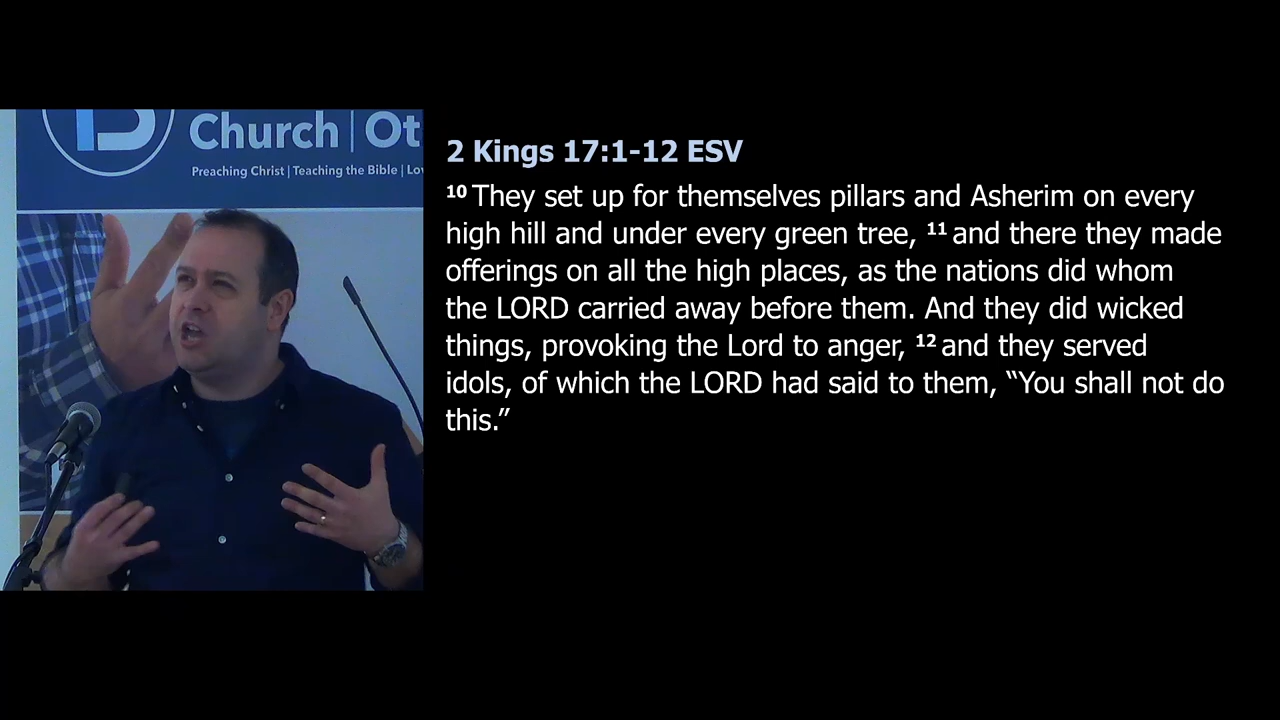 Church | Ot
Preaching Christ | Teaching the Bible | Lov
2 Kings 17:1-12 ESV
10 They set up for themselves pillars and Asherim on every
high hill and under every green tree, 11 and there they made
offerings on all the high places, as the nations did whom
the LORD carried away before them. And they did wicked
things, provoking the Lord to anger, 12 and they served
idols, of which the LORD had said to them, “You shall not do
this.”